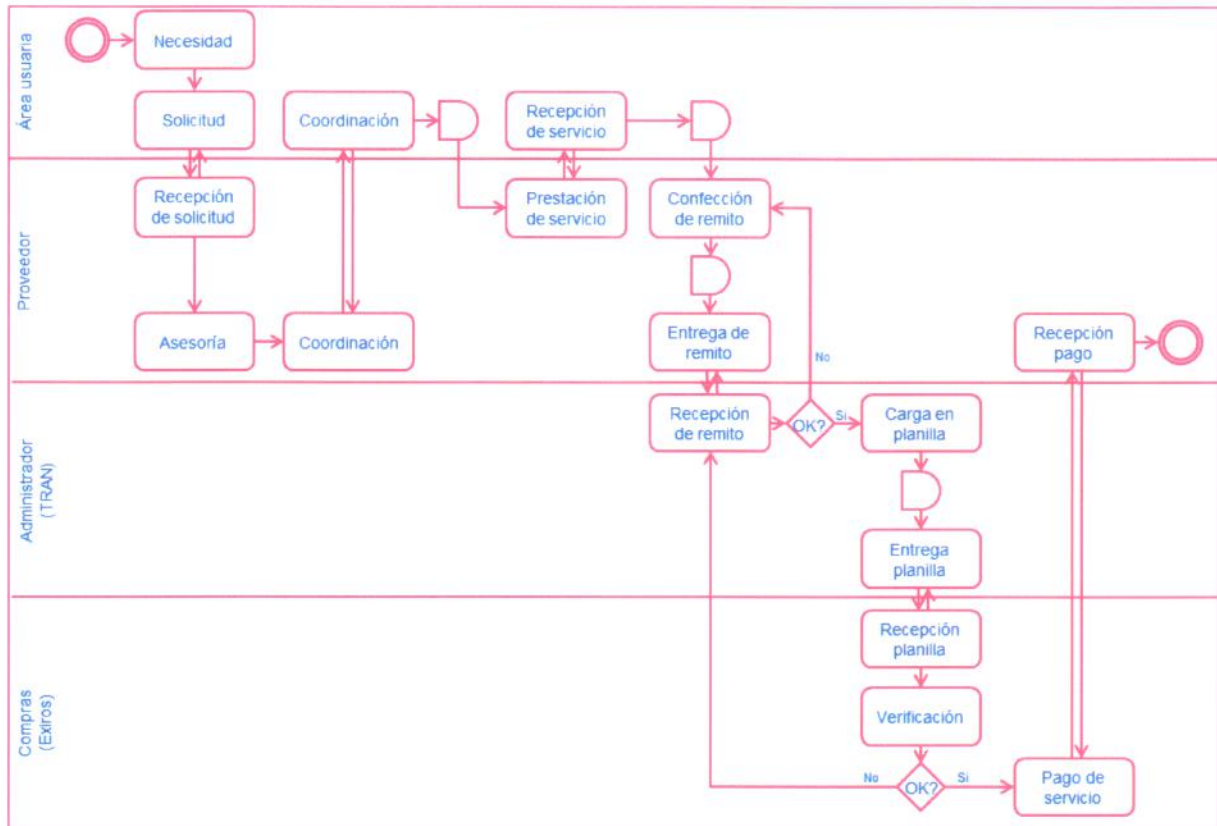 Área usuaria
Necesidad
Solicitud
Coordinación
Recepción
de servicio
Proveedor
Recepción
de solicitud
Prestación
de servicio
Confección
de remito
Asesoría
Coordinación
Entrega de
remito
No
Recepción
pago
Administrador
(TRAN)
Recepción
de remito
OK?
Si
Carga en
planilla
Entrega
planilla
Compras
(Exiros)
Recepción
planilla
Verificación
No
OK?
Si
Pago de
servicio